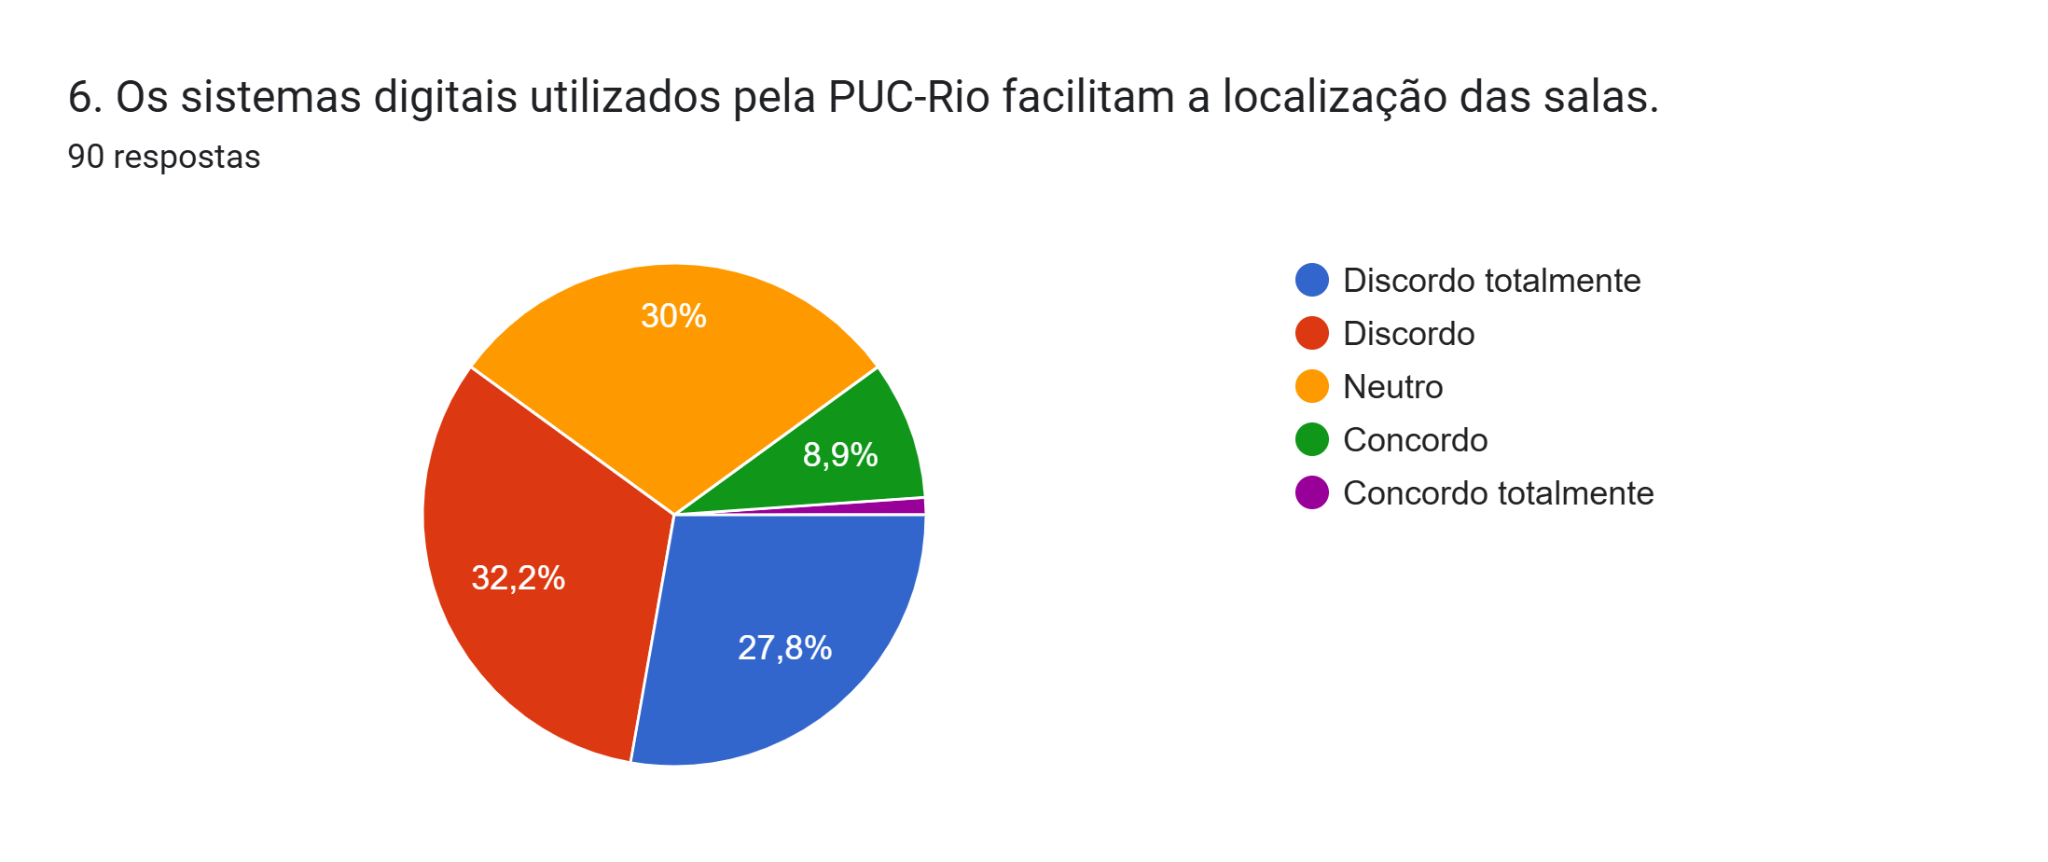 6. Os sistemas digitais utilizados pela PUC-Rio facilitam a localização das salas.
90 respostas
30%
8,9%
32,2%
27,8%
Discordo totalmente
Discordo
Neutro
Concordo
Concordo totalmente